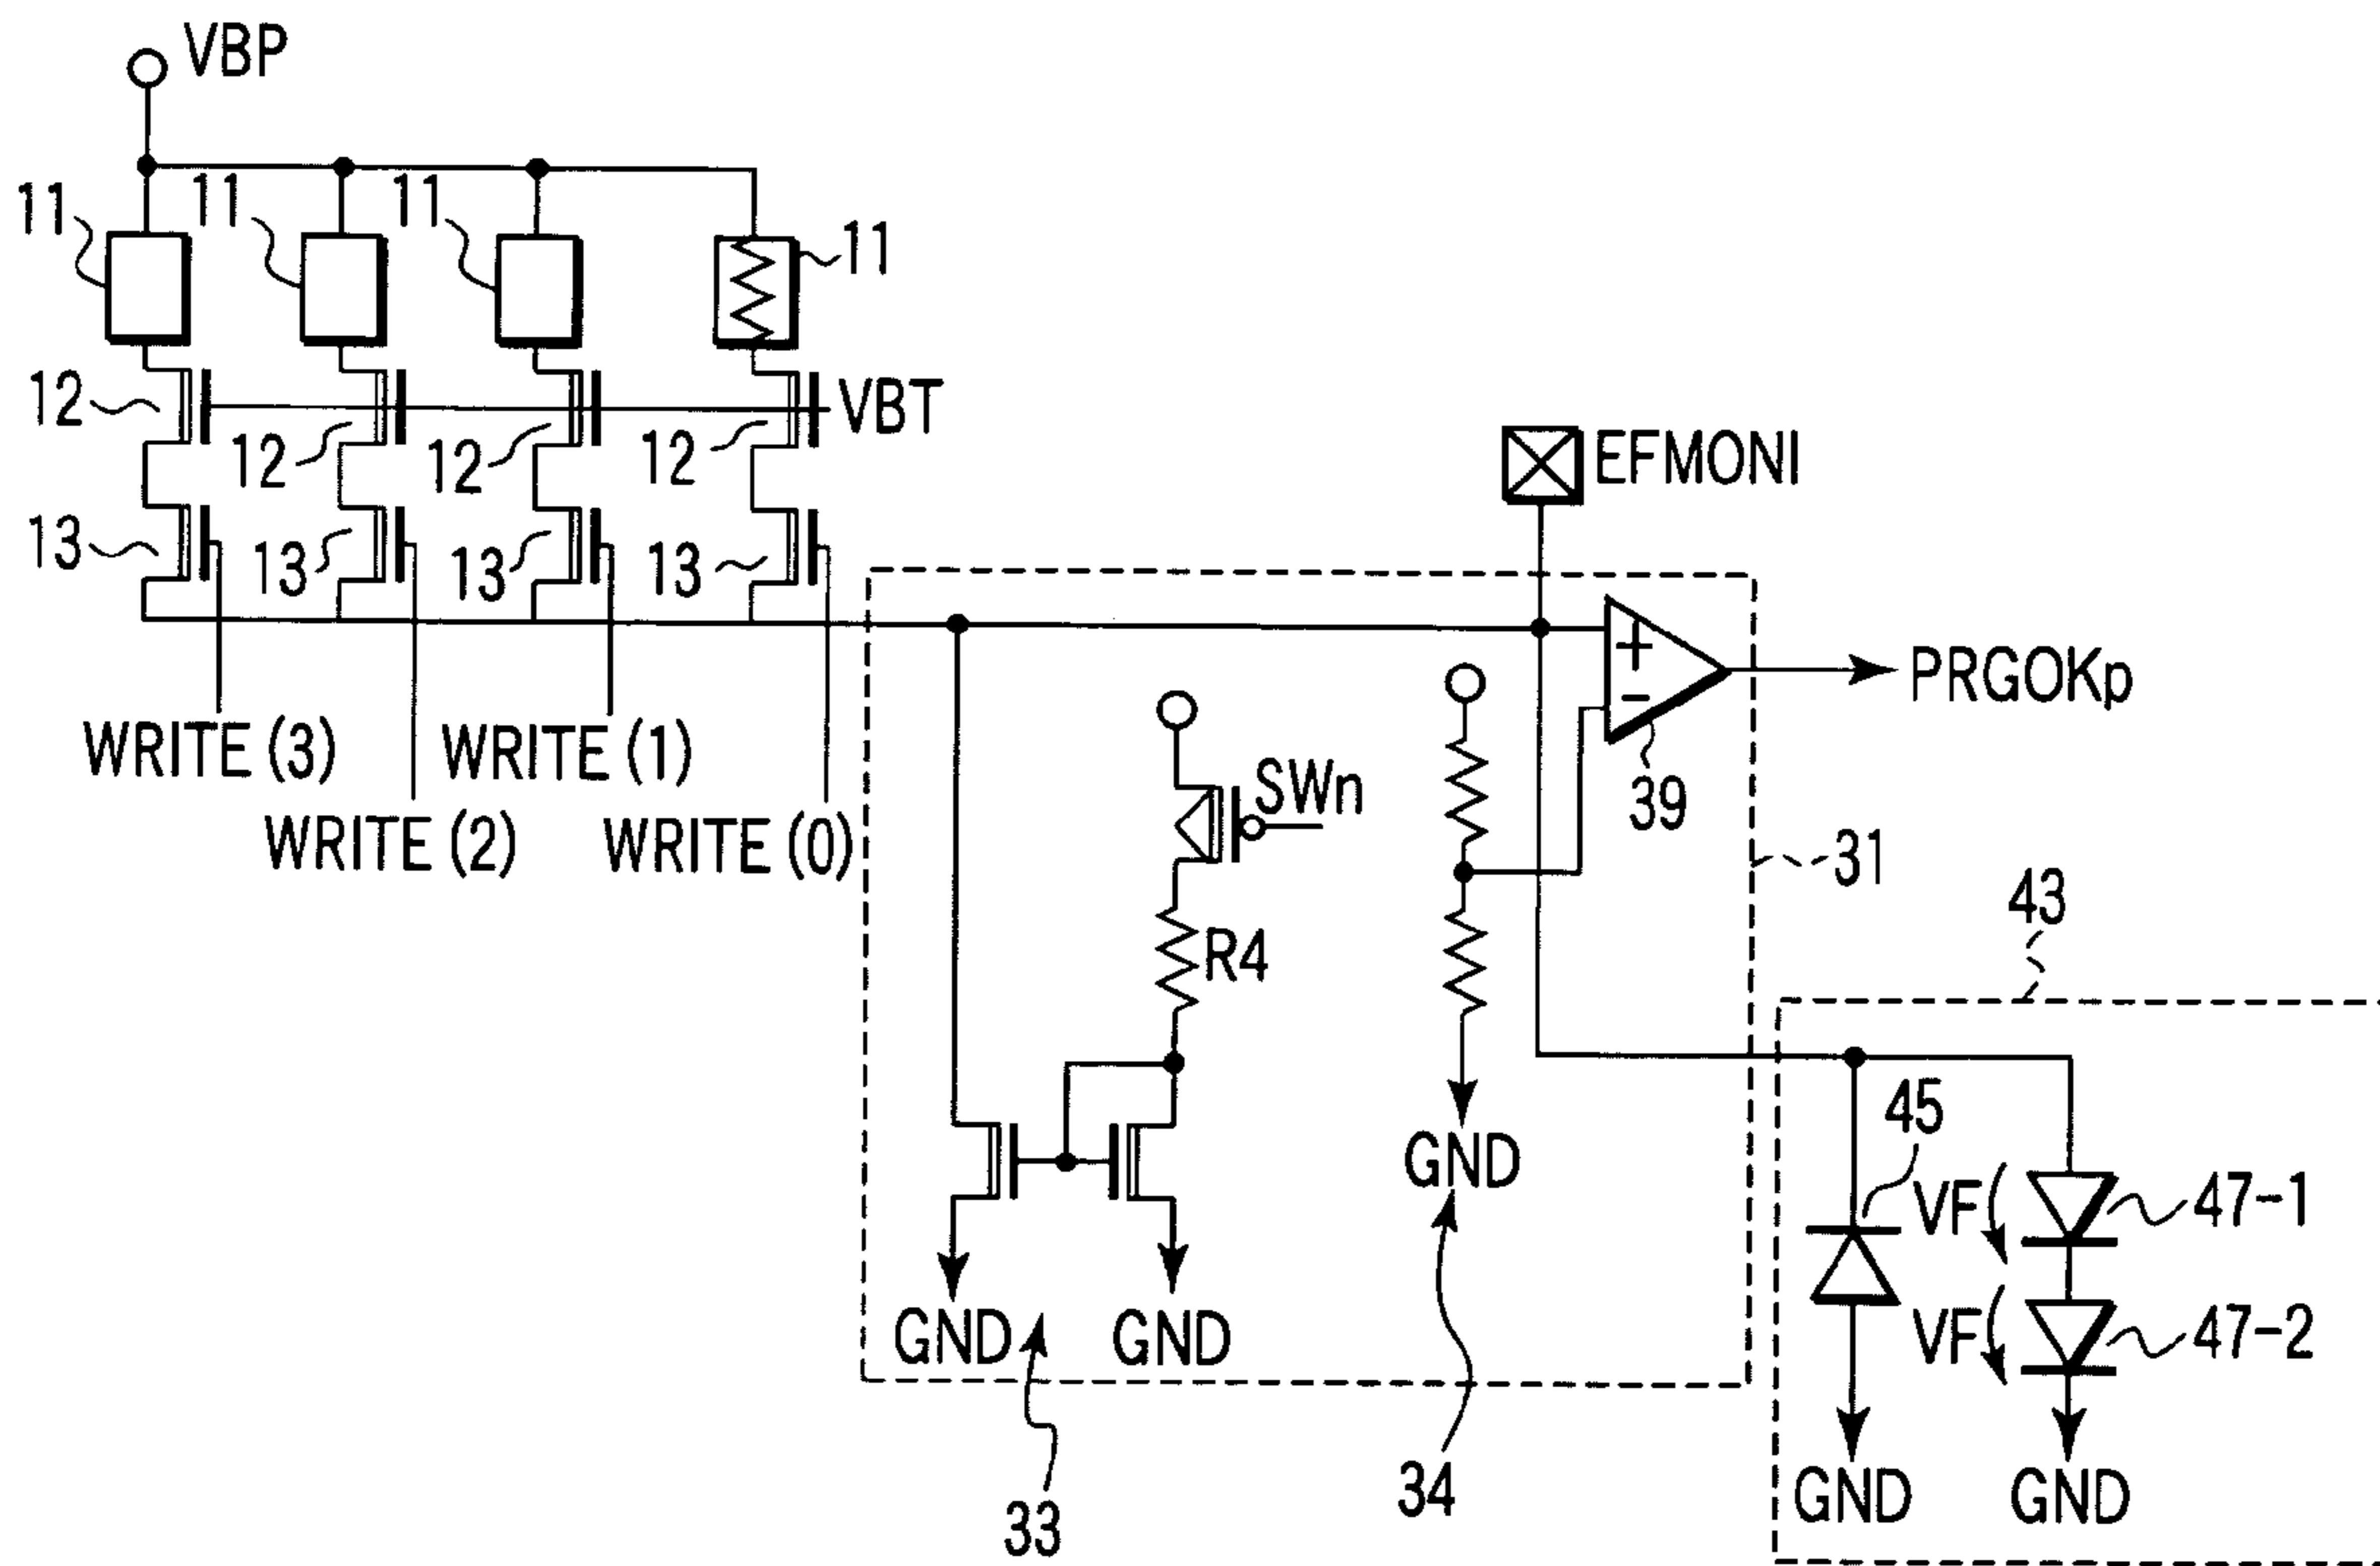 VBP
11 11 11 11
12 12 12 12 VBT
EFMONI
13 13 13 13
+
−
PRGOKp
WRITE (3) WRITE (1)
WRITE (2) WRITE (0)
SWn
39
31
43
R4
45
GND
VF 47-1
VF 47-2
GND GND
34
GND GND
33